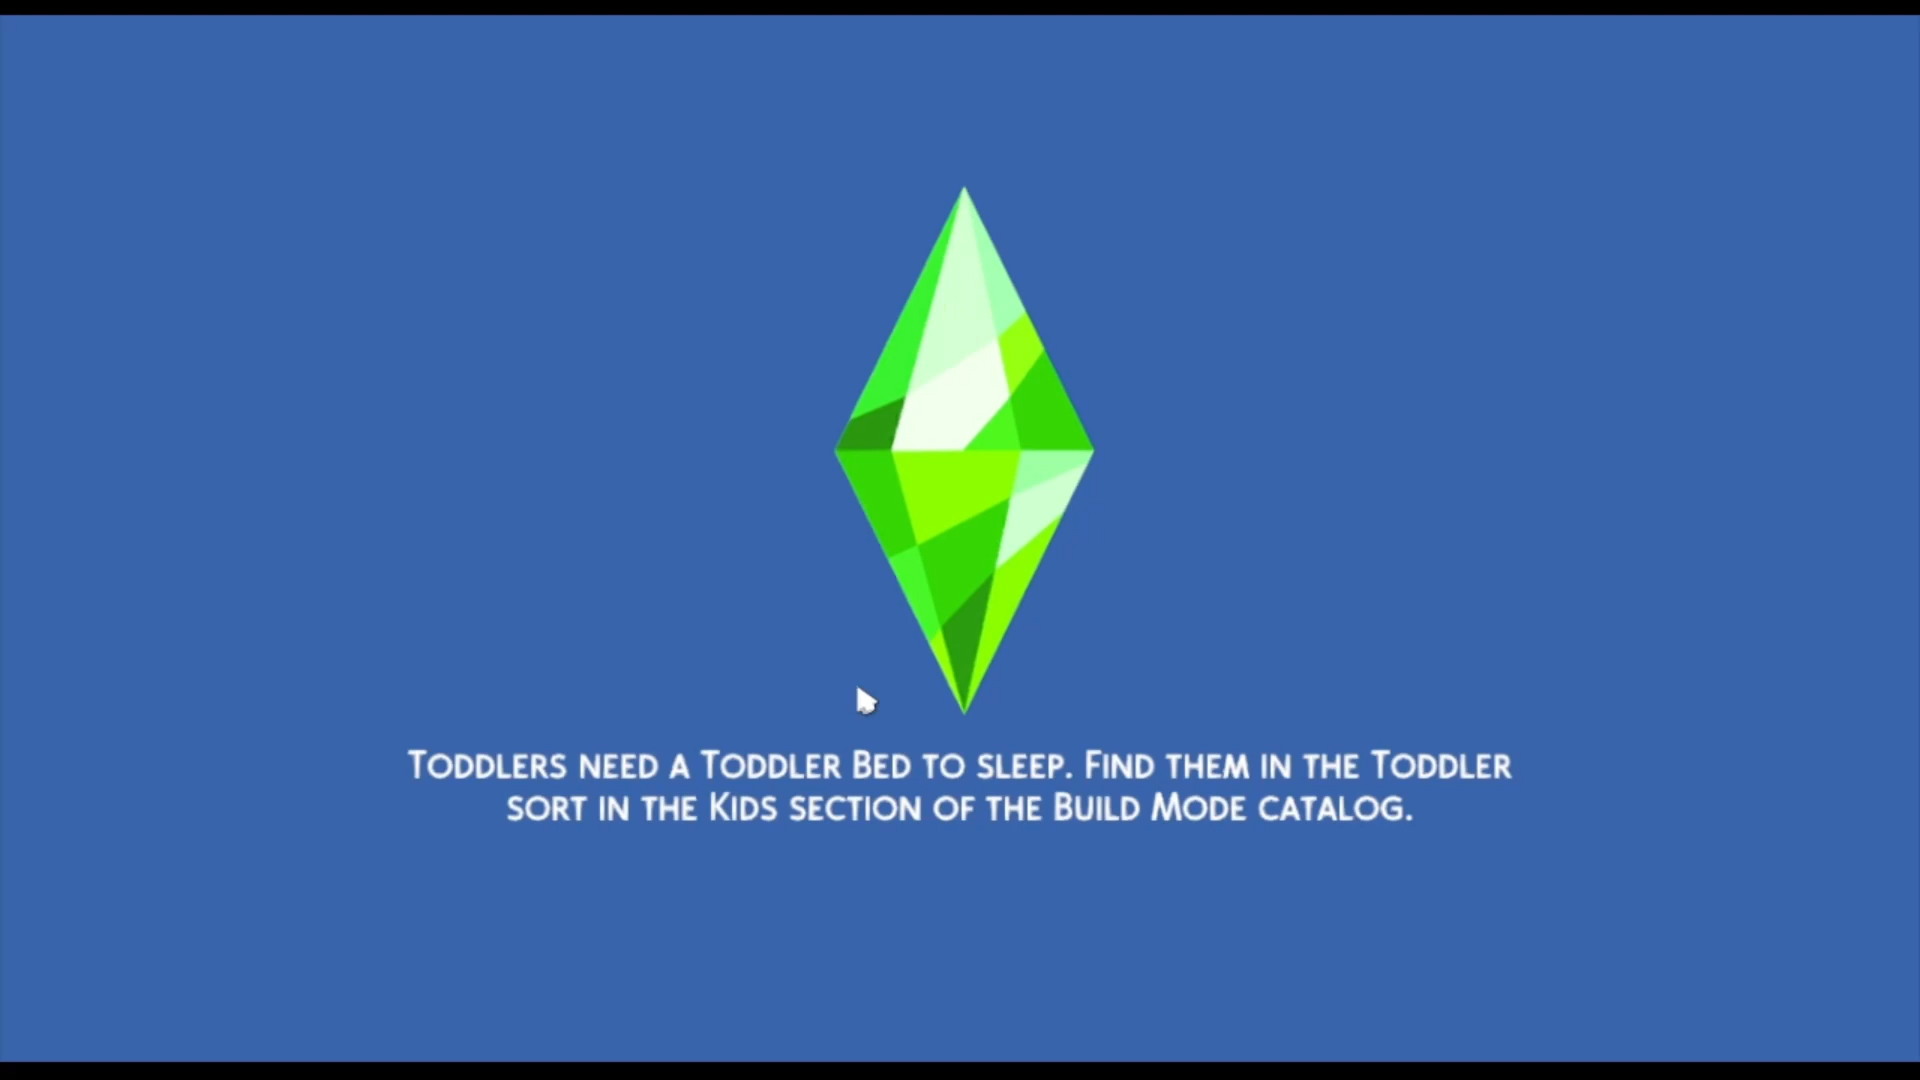 Toddlers need a Toddler Bed to sleep. Find them in the Toddler
sort in the Kids section of the Build Mode catalog.